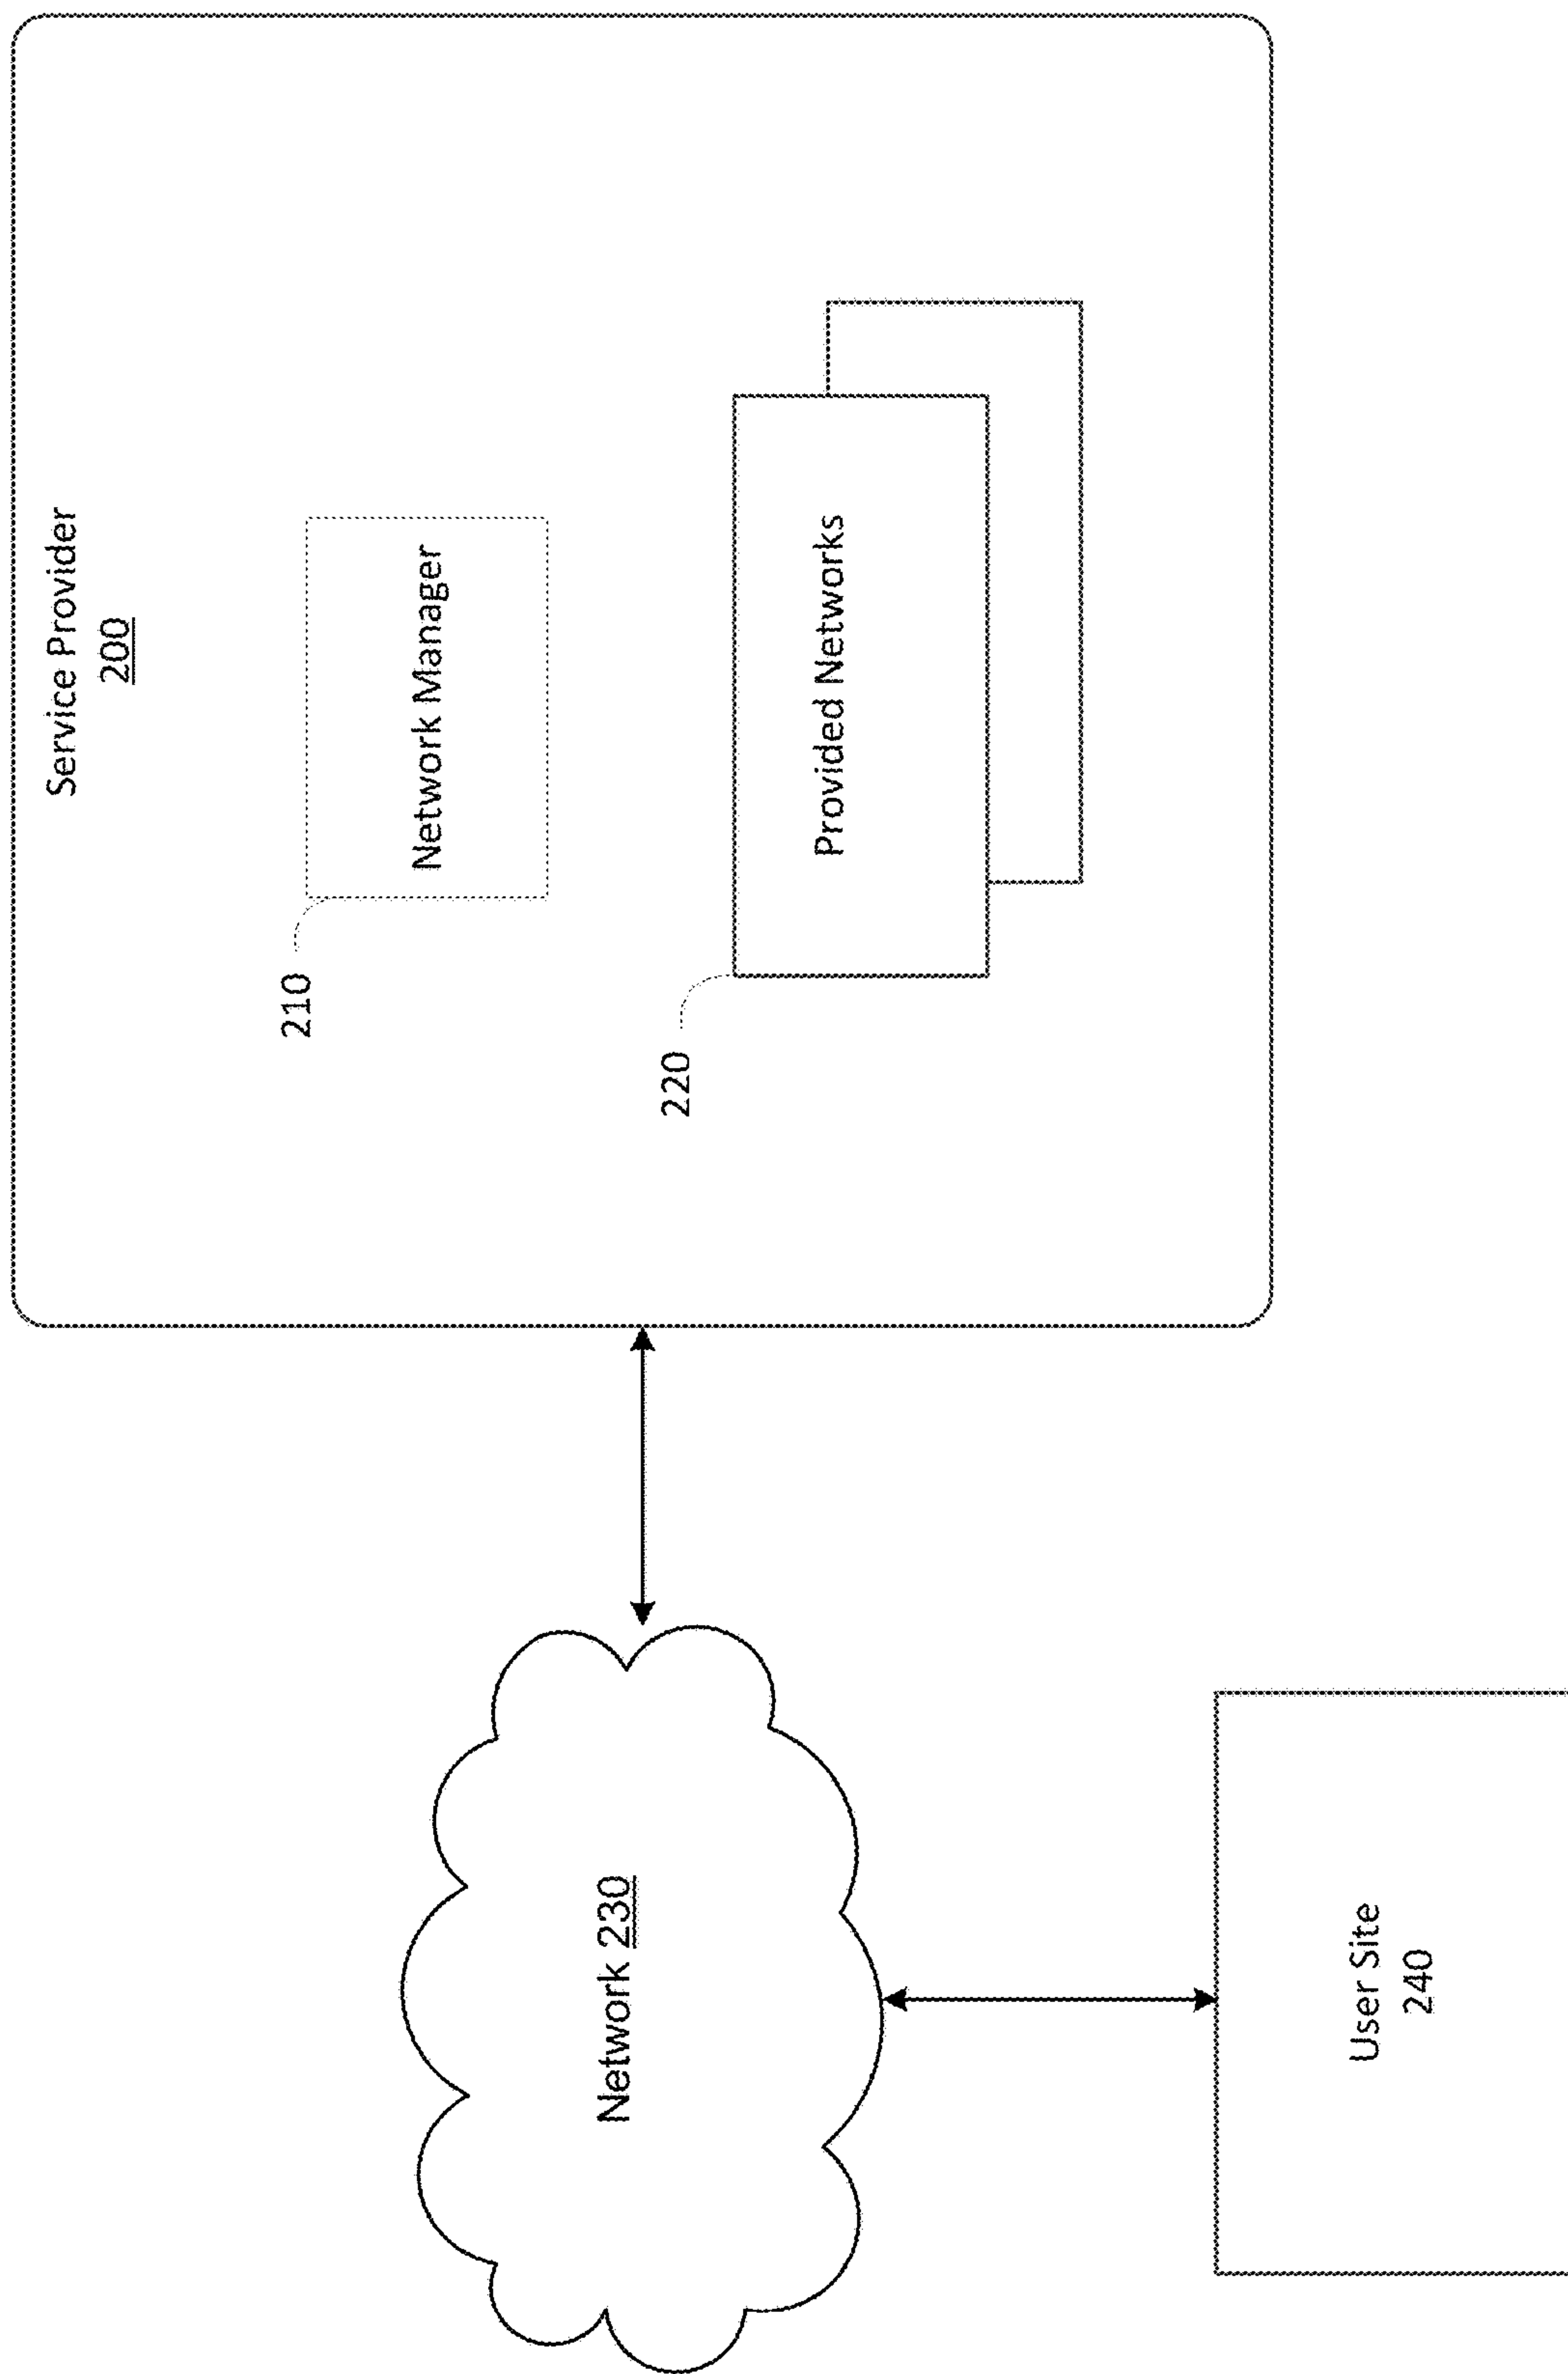 Service Provider
200
210
Network Manager
220
Provided Networks
Network 230
User Site
240